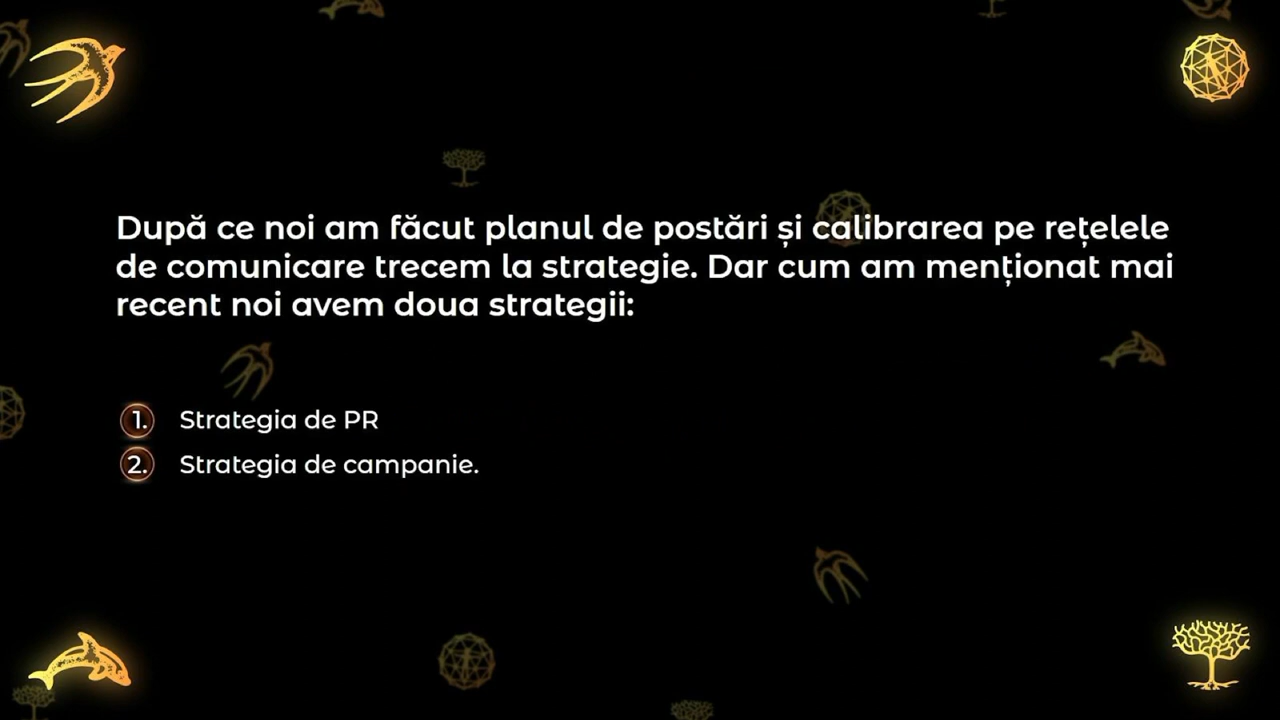 După ce noi am făcut planul de postări și calibrarea pe rețelele
de comunicare trecem la strategie. Dar cum am menționat mai
recent noi avem doua strategii:
1. Strategia de PR
2. Strategia de campanie.